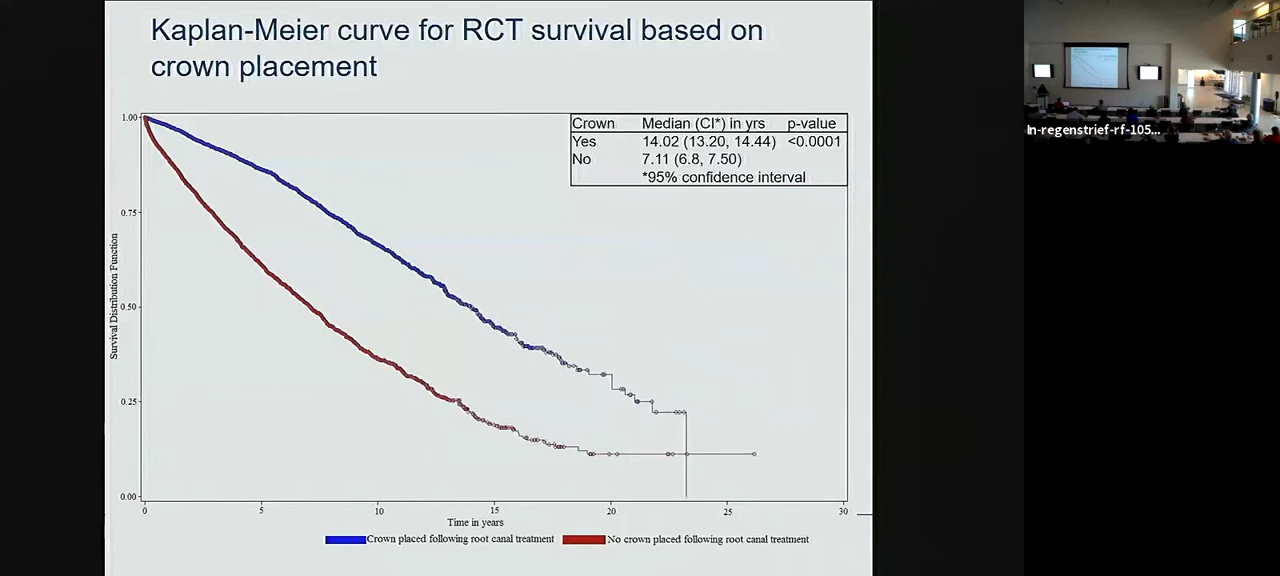 Kaplan-Meier curve for RCT survival based on
crown placement
Crown Median (CI*) in yrs p-value
Yes 14.02 (13.20, 14.44) <0.0001
No 7.11 (6.8, 7.50)
*95% confidence interval
Survival Distribution Function
1.00
0.75
0.50
0.25
0.00
0 5 10 15 20 25 30
Time in years
Crown placed following root canal treatment No crown placed following root canal treatment
In-regenstrief-rf-105...